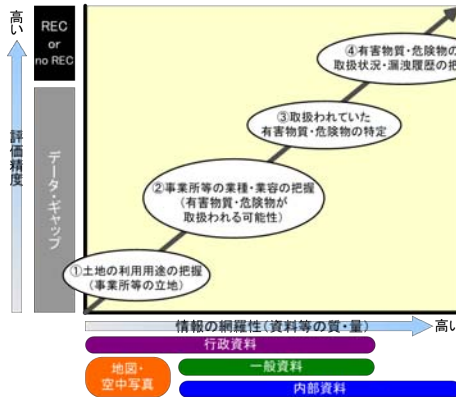 高い
REC
or
no REC
評価精度
データ・ギャップ
④有害物質・危険物の
取扱状況・漏洩履歴の把
③取扱われていた
有害物質・危険物の特定
②事業所等の業種・業容の把握
(有害物質・危険物が
取扱われる可能性)
①土地の利用用途の把握
(事業所等の立地)
情報の網羅性(資料等の質・量)
高い
行政資料
地図・
空中写真
一般資料
内部資料